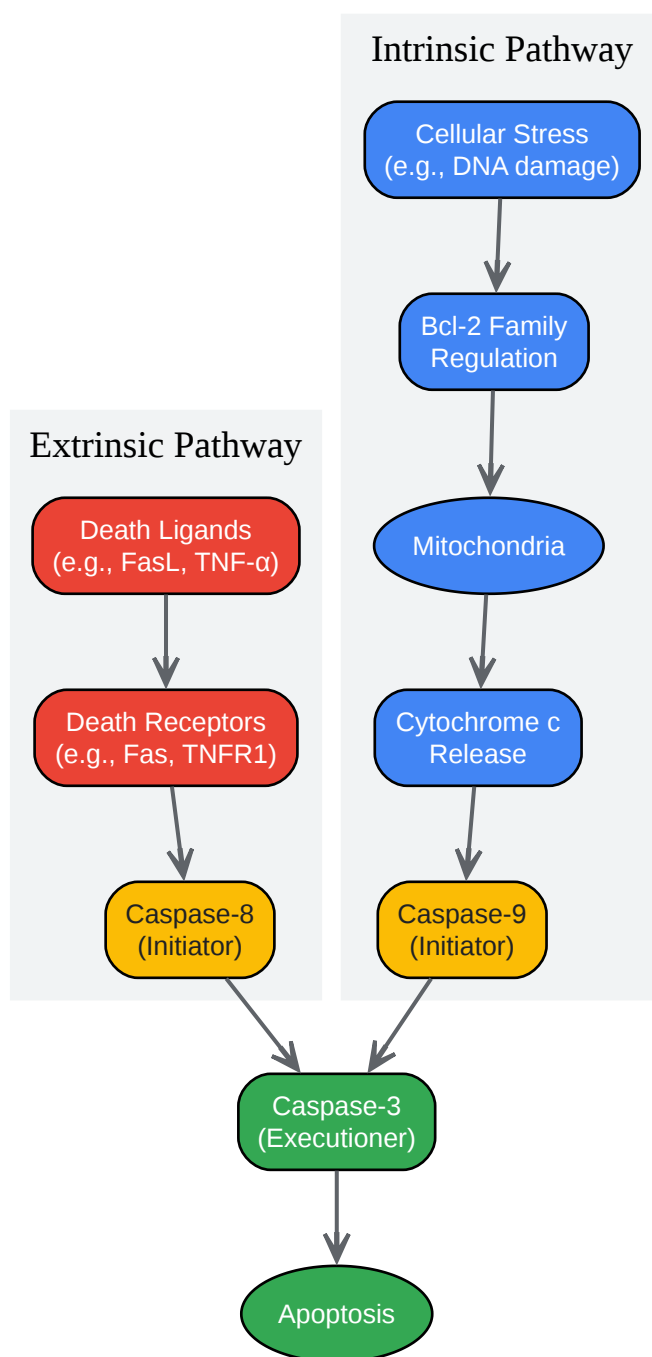 Intrinsic Pathway
Cellular Stress
(e.g., DNA damage)
Bcl-2 Family
Regulation
Mitochondria
Cytochrome c
Release
Caspase-9
(Initiator)
Extrinsic Pathway
Death Ligands
(e.g., FasL, TNF-α)
Death Receptors
(e.g., Fas, TNFR1)
Caspase-8
(Initiator)
Caspase-3
(Executioner)
Apoptosis